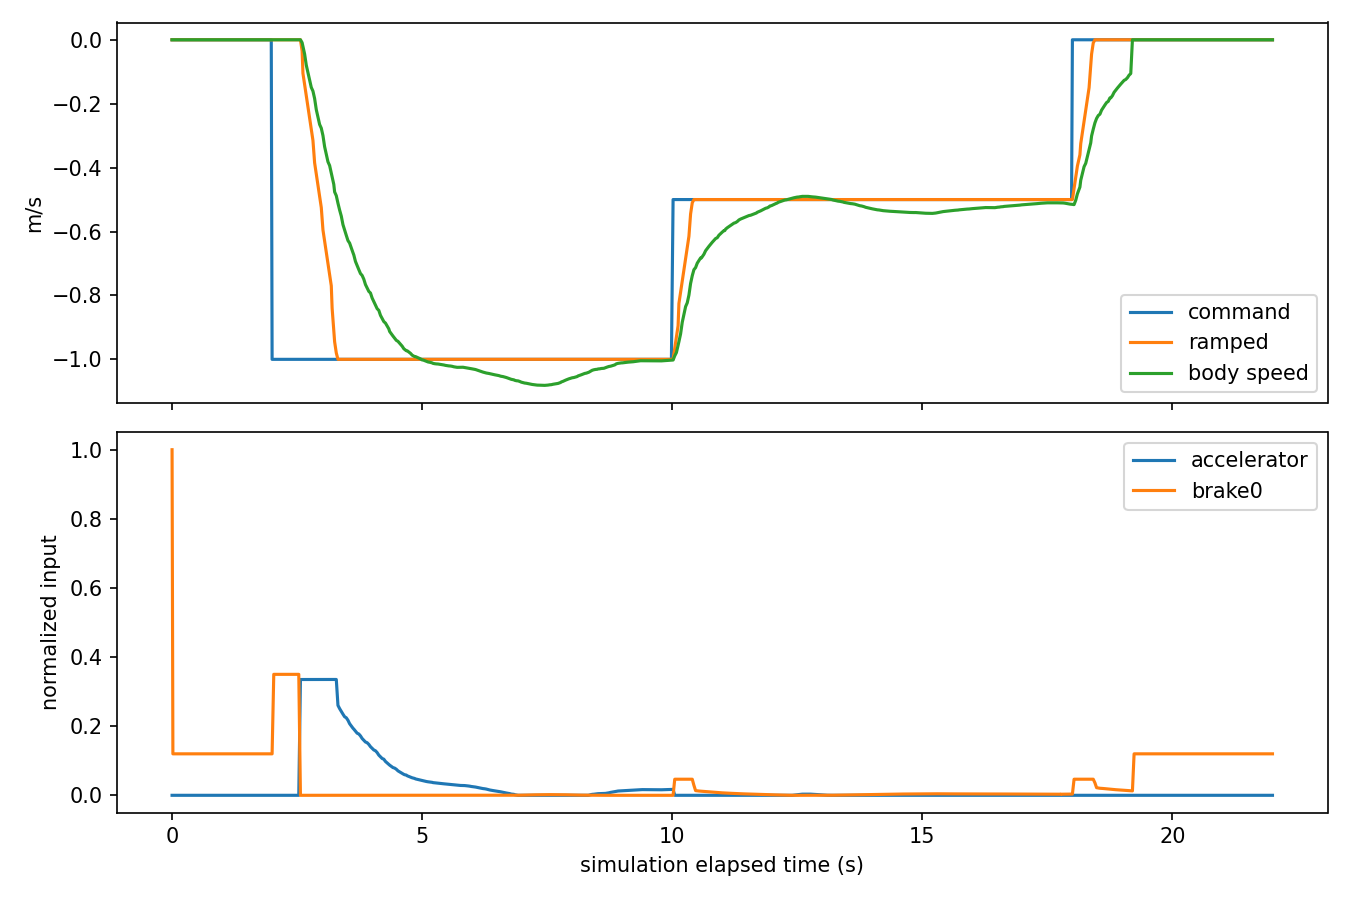 0.0
−0.2
−0.4
−0.6
−0.8
−1.0
m/s
command
ramped
body speed
1.0
0.8
0.6
0.4
0.2
0.0
normalized input
accelerator
brake0
0 5 10 15 20
simulation elapsed time (s)